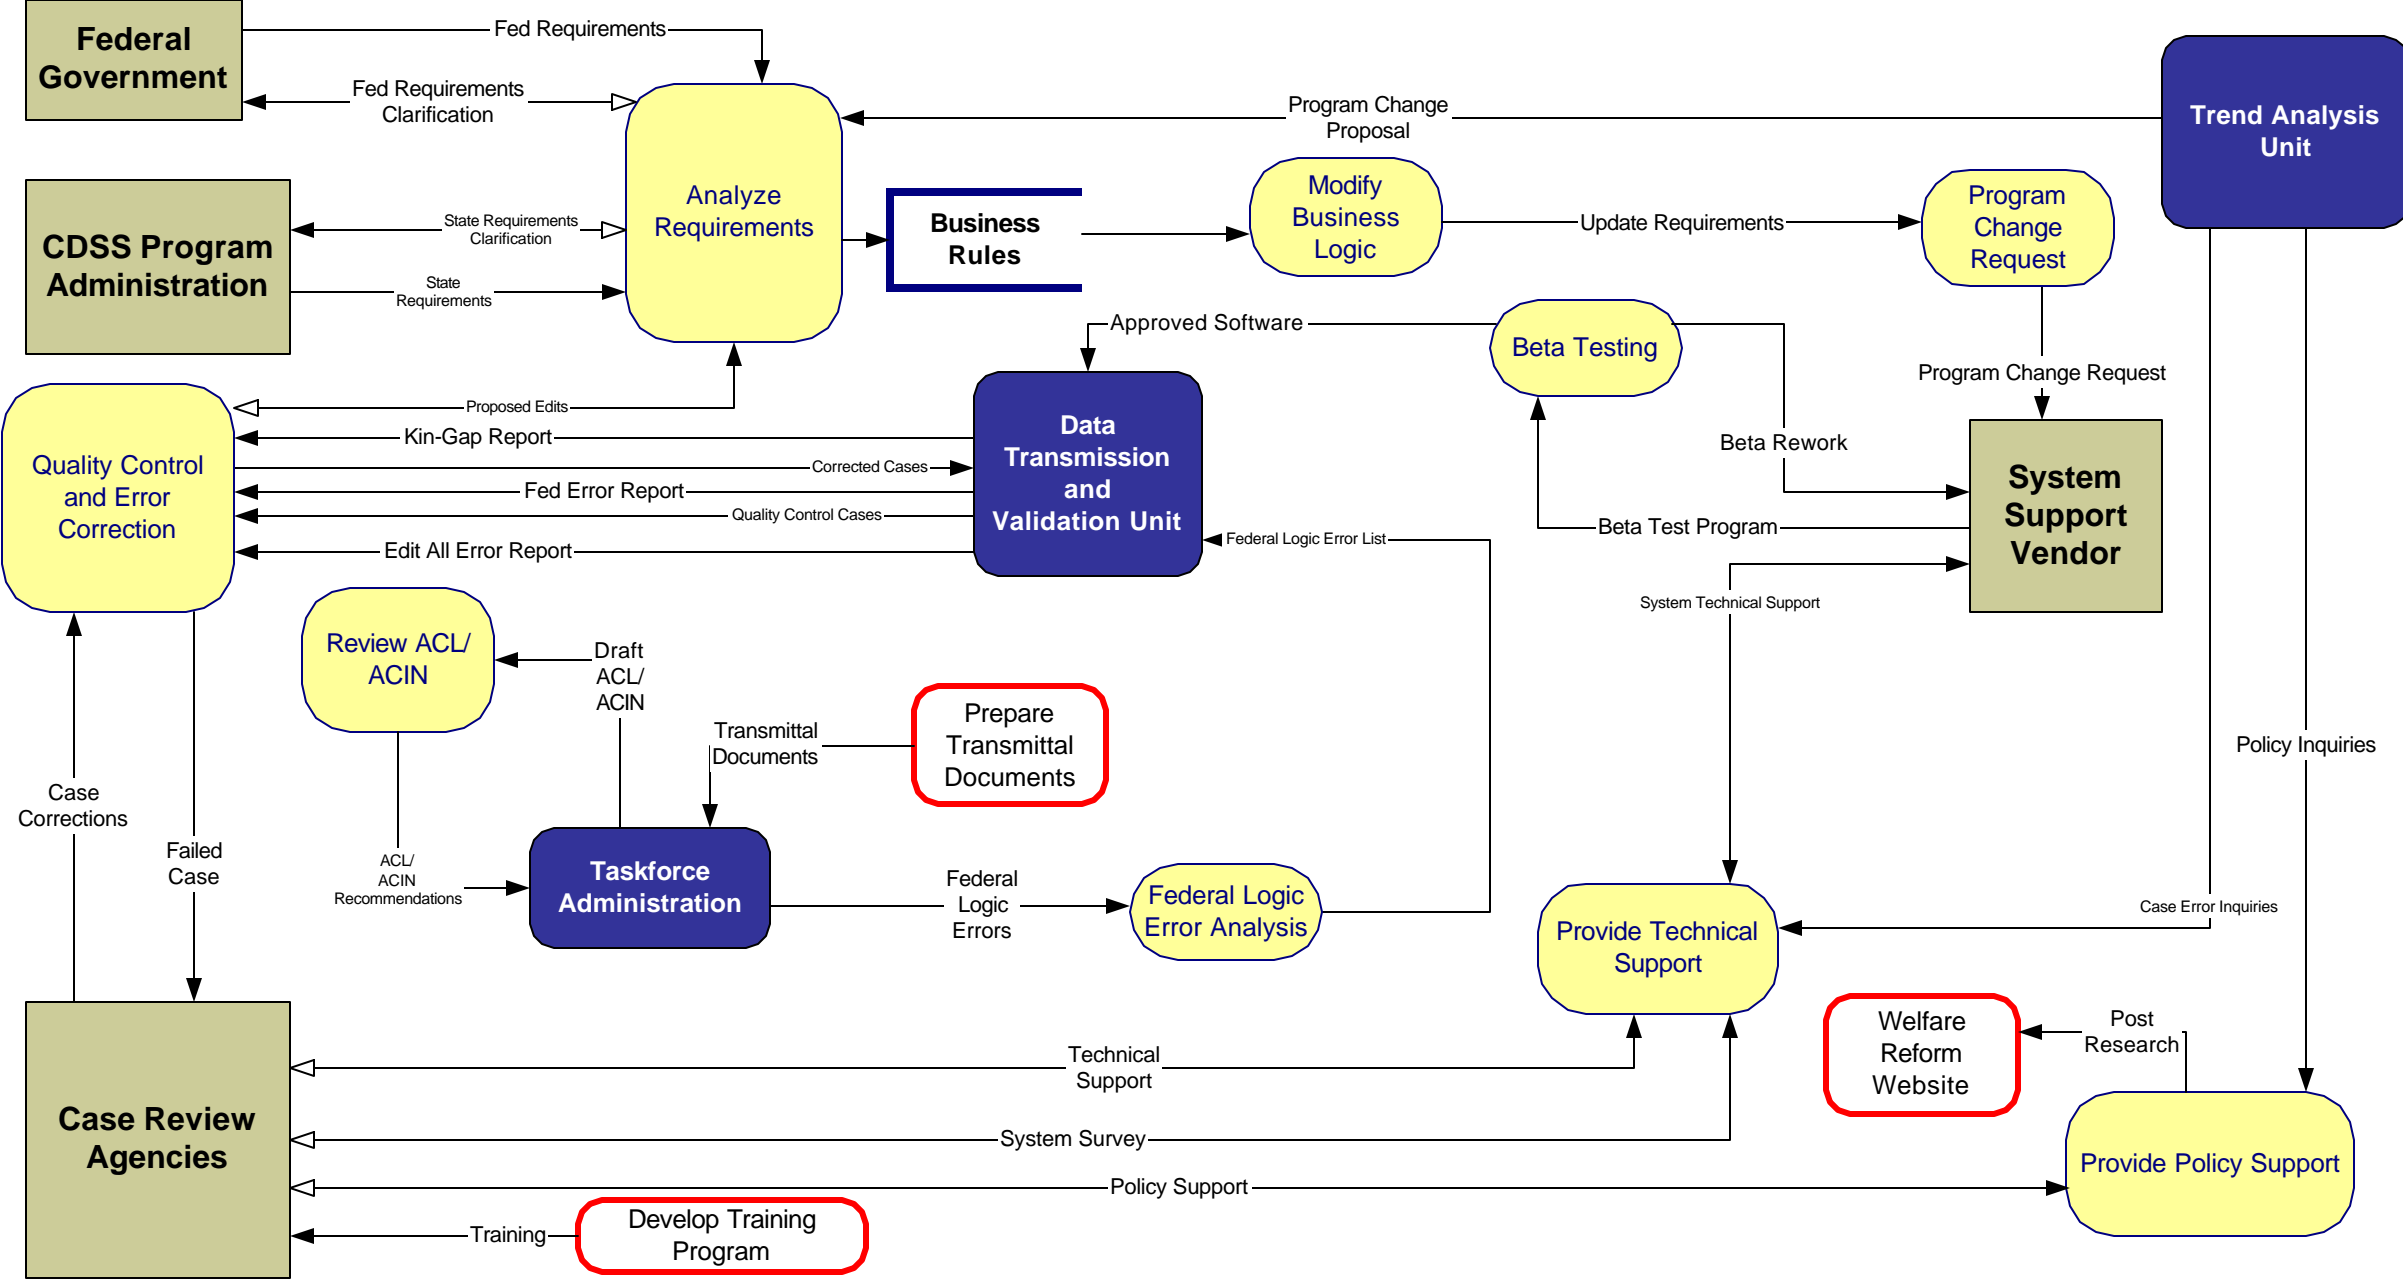 Federal
Government
Fed Requirements
Fed Requirements
Clarification
Program Change
Proposal
Trend Analysis
Unit
CDSS Program
Administration
State Requirements
Clarification
State
Requirements
Analyze
Requirements
Business
Rules
Modify
Business
Logic
Update Requirements
Program
Change
Request
Approved Software
Beta Testing
Program Change Request
Proposed Edits
Kin-Gap Report
Corrected Cases
Fed Error Report
Quality Control Cases
Edit All Error Report
Quality Control
and Error
Correction
Data
Transmission
and
Validation Unit
Beta Rework
Beta Test Program
System
Support
Vendor
Federal Logic Error List
System Technical Support
Review ACL/
ACIN
Draft
ACL/
ACIN
Transmittal
Documents
Prepare
Transmittal
Documents
Policy Inquiries
Case
Corrections
Failed
Case
ACL/
ACIN
Recommendations
Taskforce
Administration
Federal
Logic
Errors
Federal Logic
Error Analysis
Provide Technical
Support
Case Error Inquiries
Welfare
Reform
Website
Post
Research
Technical
Support
Case Review
Agencies
System Survey
Policy Support
Provide Policy Support
Training
Develop Training
Program